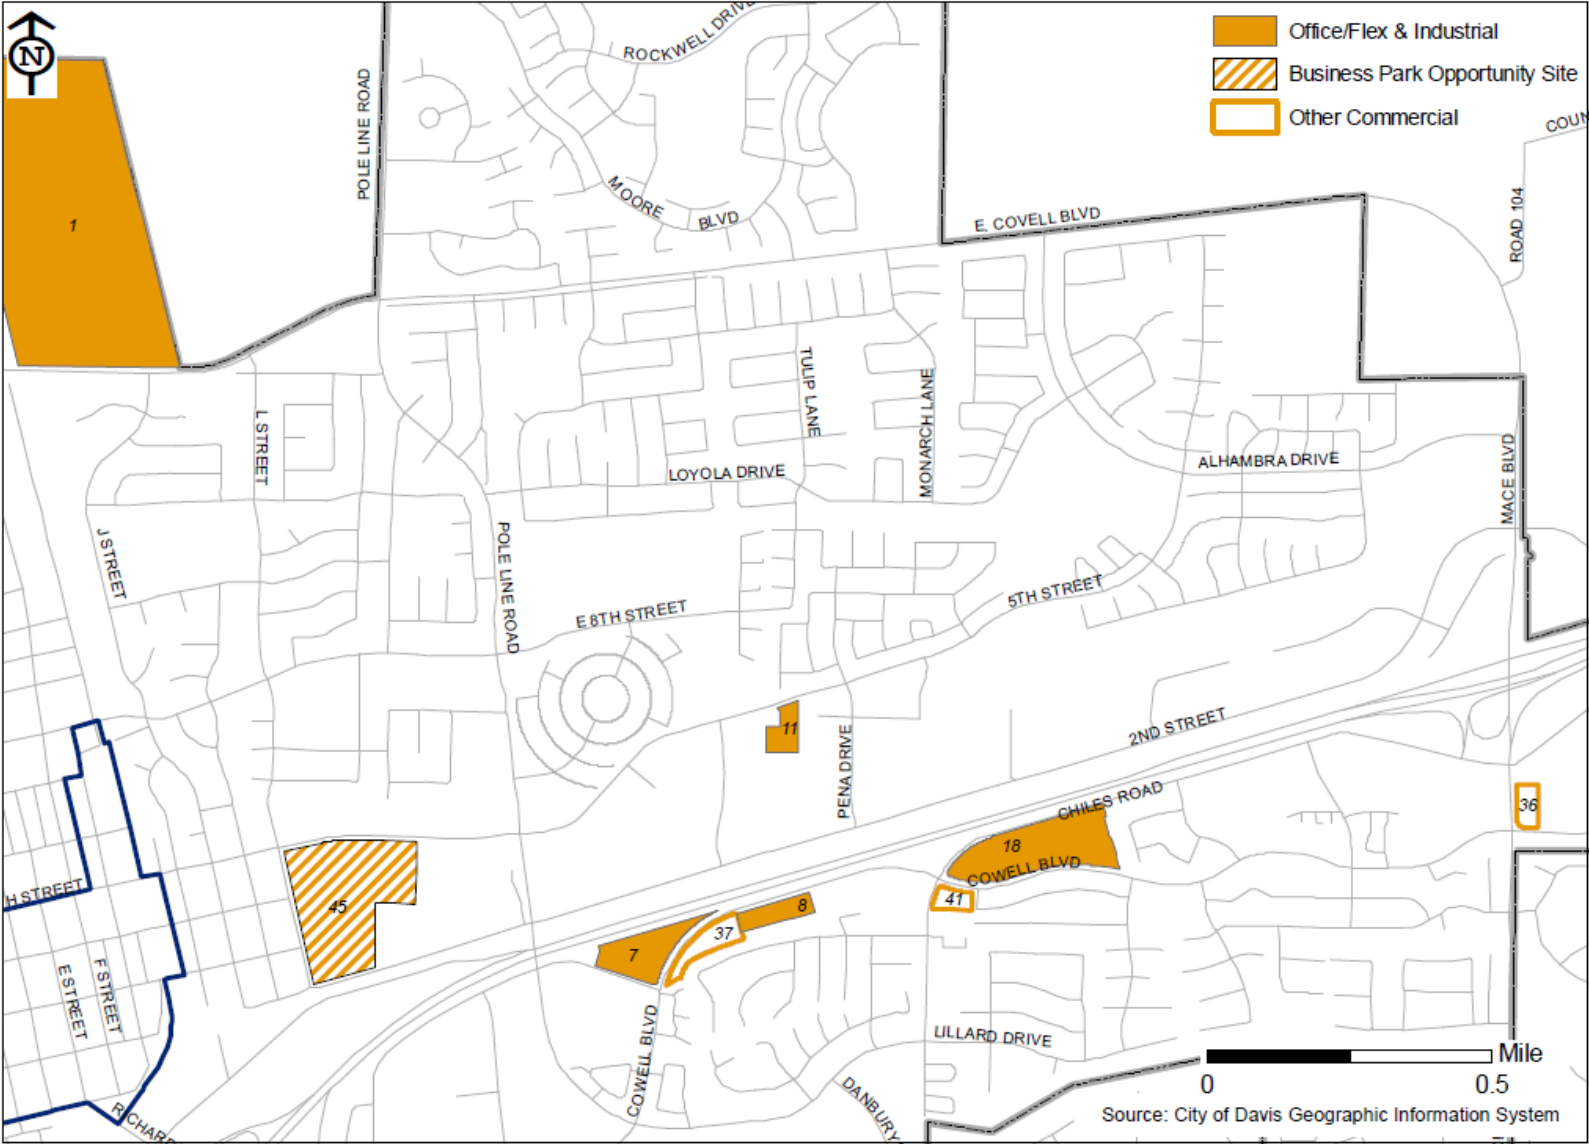 N
ROCKWELL DRIVE
Office/Flex & Industrial
Business Park Opportunity Site
Other Commercial
POLE LINE ROAD
MOORE
BLVD
E. COVELL BLVD
ROAD 104
1
L STREET
TULIP LANE
MONARCH LANE
LOYOLA DRIVE
ALHAMBRA DRIVE
MACE BLVD
J STREET
POLE LINE ROAD
E 8TH STREET
5TH STREET
11
PENA DRIVE
2ND STREET
CHILES ROAD
36
18
COWELL BLVD
41
H STREET
45
8
37
7
E STREET
F STREET
COWELL BLVD
LILLARD DRIVE
DANBURY
Mile
0
0.5
Source: City of Davis Geographic Information System